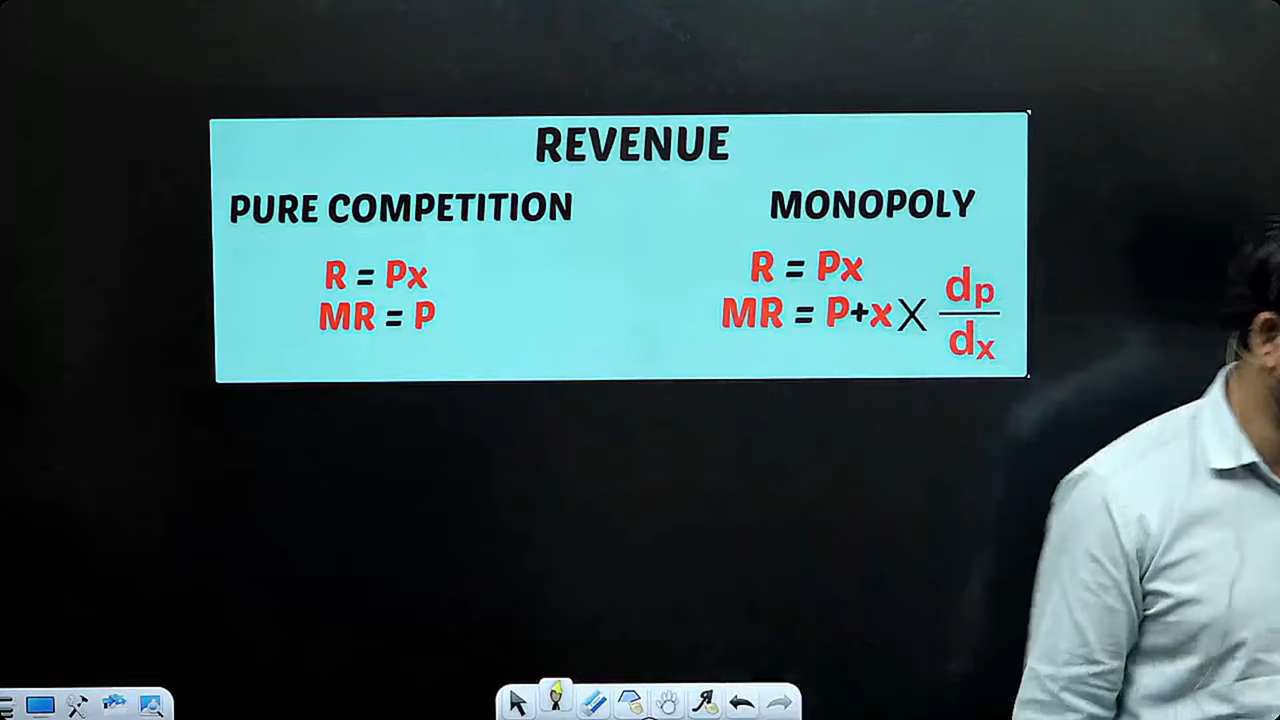 REVENUE
PURE COMPETITION
R = Px
MR = P
MONOPOLY
R = Px
MR = P+x X dp/dx